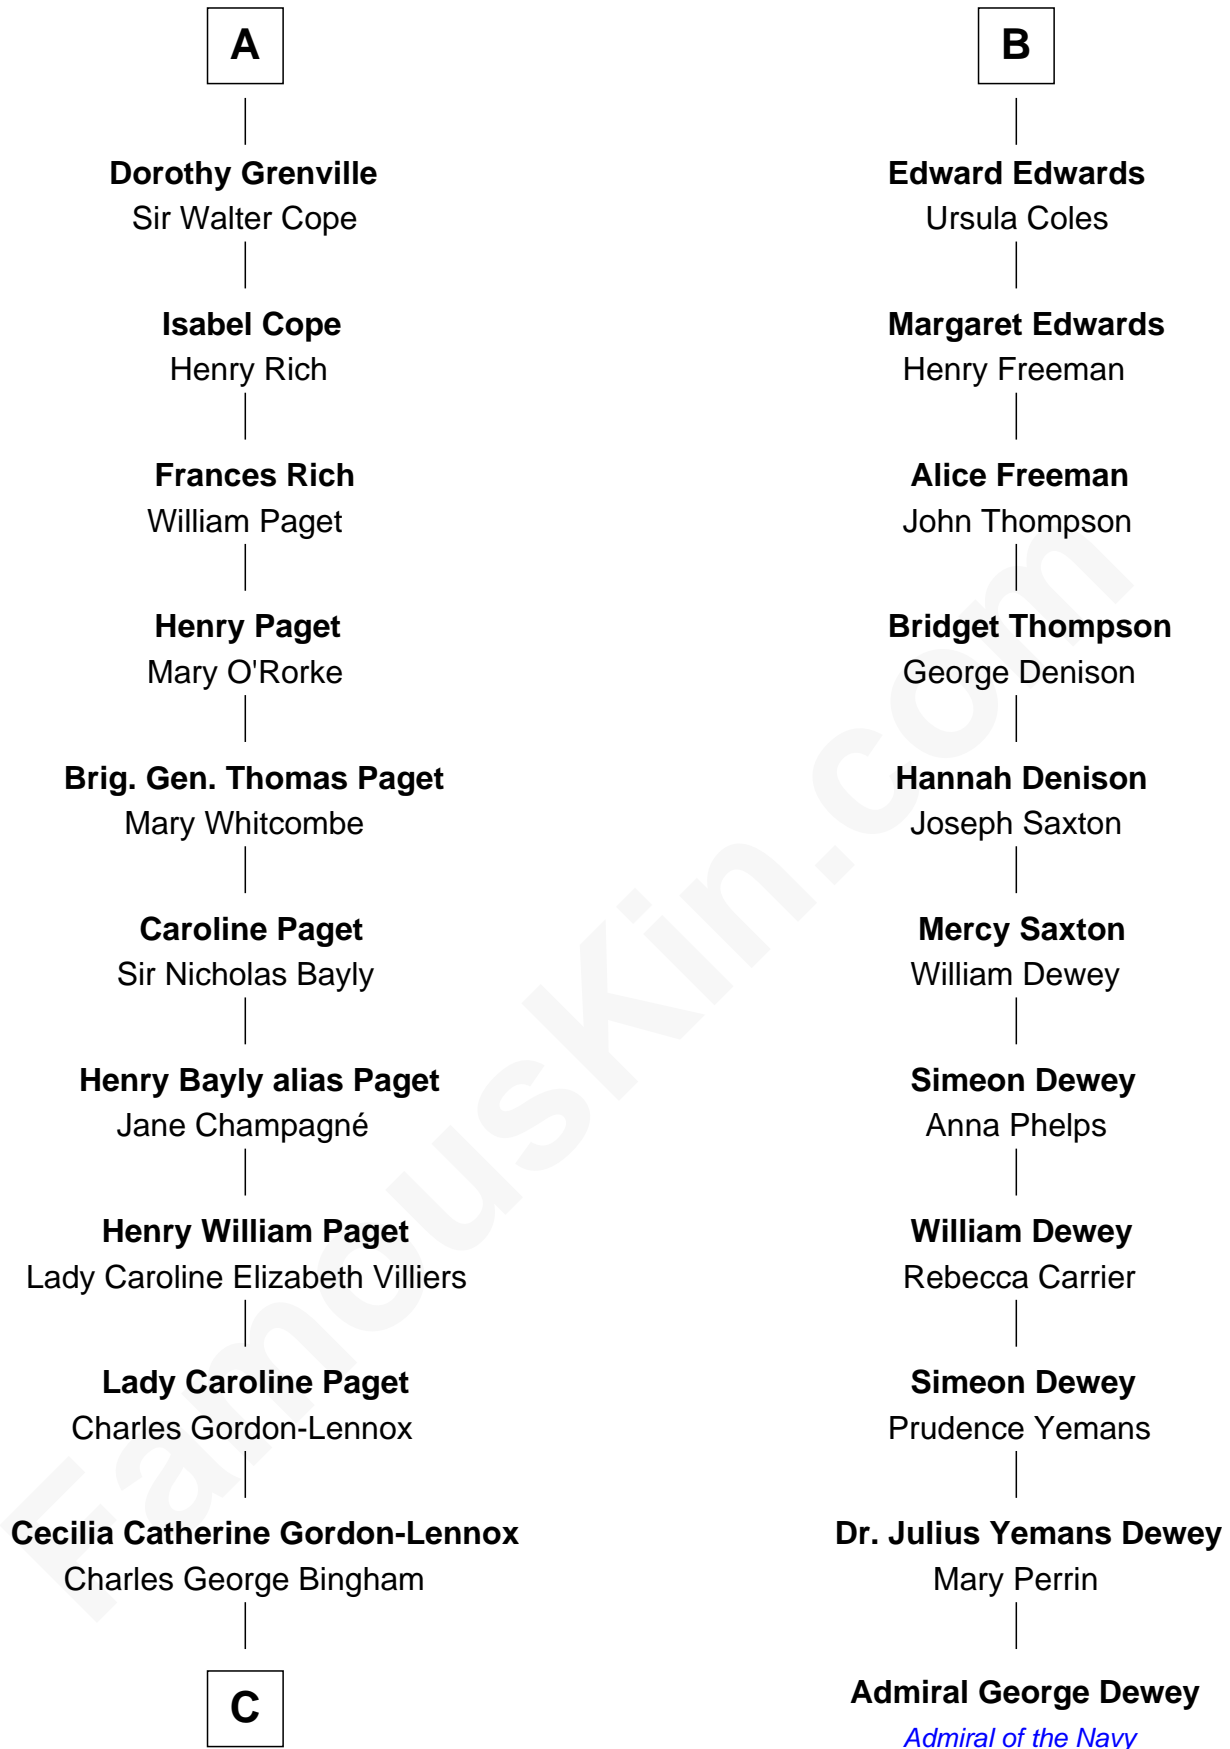 A
Dorothy Grenville
Sir Walter Cope
Isabel Cope
Henry Rich
Frances Rich
William Paget
Henry Paget
Mary O'Rorke
Brig. Gen. Thomas Paget
Mary Whitcombe
Caroline Paget
Sir Nicholas Bayly
Henry Bayly alias Paget
Jane Champagné
Henry William Paget
Lady Caroline Elizabeth Villiers
Lady Caroline Paget
Charles Gordon-Lennox
Cecilia Catherine Gordon-Lennox
Charles George Bingham
C
B
Edward Edwards
Ursula Coles
Margaret Edwards
Henry Freeman
Alice Freeman
John Thompson
Bridget Thompson
George Denison
Hannah Denison
Joseph Saxton
Mercy Saxton
William Dewey
Simeon Dewey
Anna Phelps
William Dewey
Rebecca Carrier
Simeon Dewey
Prudence Yemans
Dr. Julius Yemans Dewey
Mary Perrin
Admiral George Dewey
Admiral of the Navy
FamousKin.com